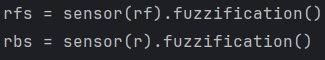 rfs = sensor(rf).fuzzification()
rbs = sensor(r).fuzzification()